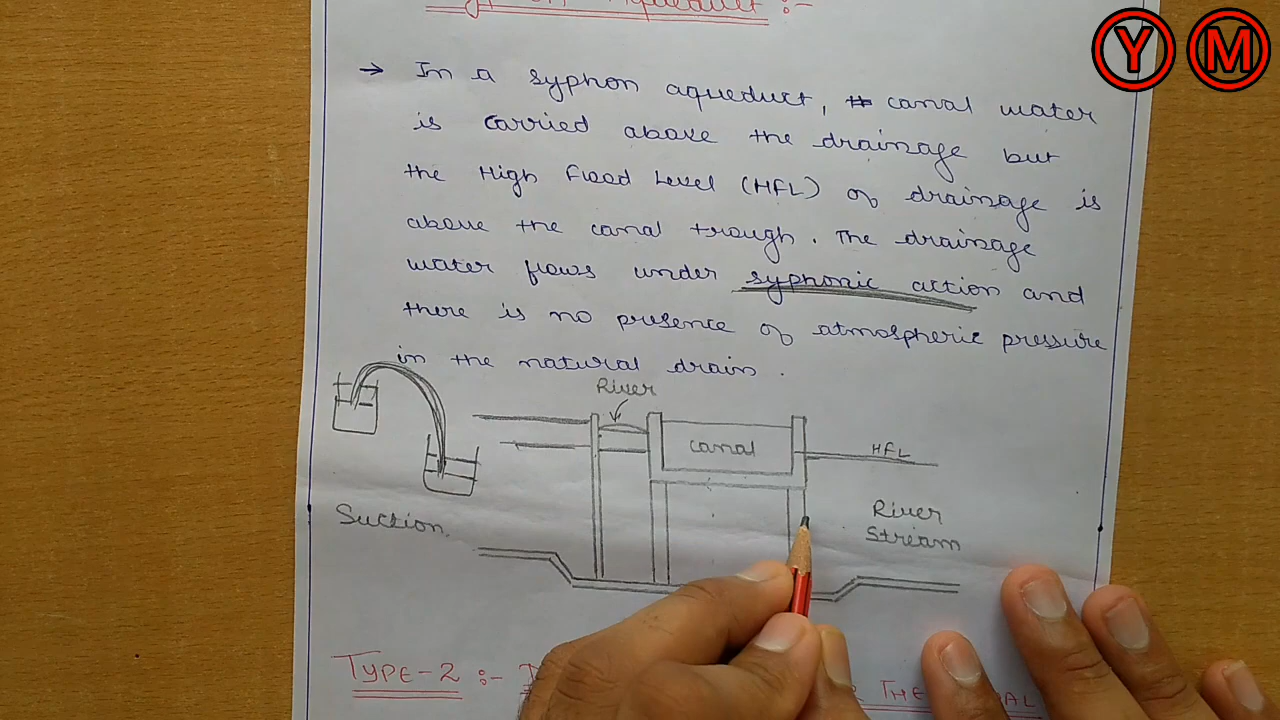 Aqueduct :-
Y M
→ In a syphon aqueduct, canal water
is carried above the drainage but
the High Flood Level (HFL) of drainage is
above the canal trough. The drainage
water flows under syphonic action and
there is no presence of atmospheric pressure
in the natural drain.
River
canal
HFL
River
Stream
Suction.
TYPE-2 :- THE